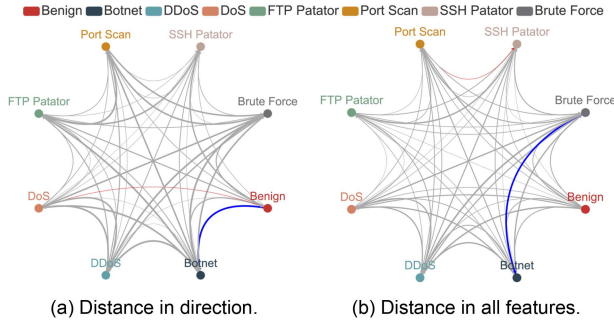 Benign Botnet DDoS DoS FTP Patator Port Scan SSH Patator Brute Force
Port Scan SSH Patator
FTP Patator Brute Force
DoS Benign
DDoS Botnet
(a) Distance in direction.
Port Scan SSH Patator
FTP Patator Brute Force
DoS Benign
DDoS Botnet
(b) Distance in all features.